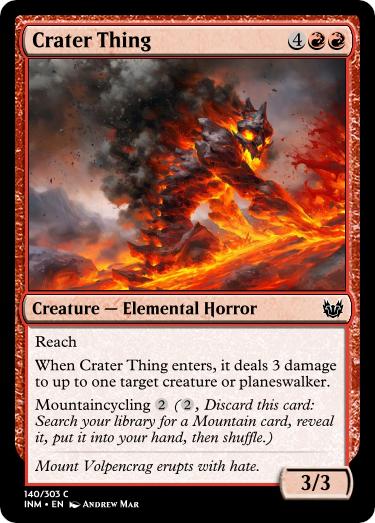 Crater Thing 4
Creature — Elemental Horror
Reach
When Crater Thing enters, it deals 3 damage
to up to one target creature or planeswalker.
Mountaincycling 2 (2, Discard this card:
Search your library for a Mountain card, reveal
it, put it into your hand, then shuffle.)
Mount Volpencrag erupts with hate.
3/3
140/303 C
INM • EN Andrew Mar